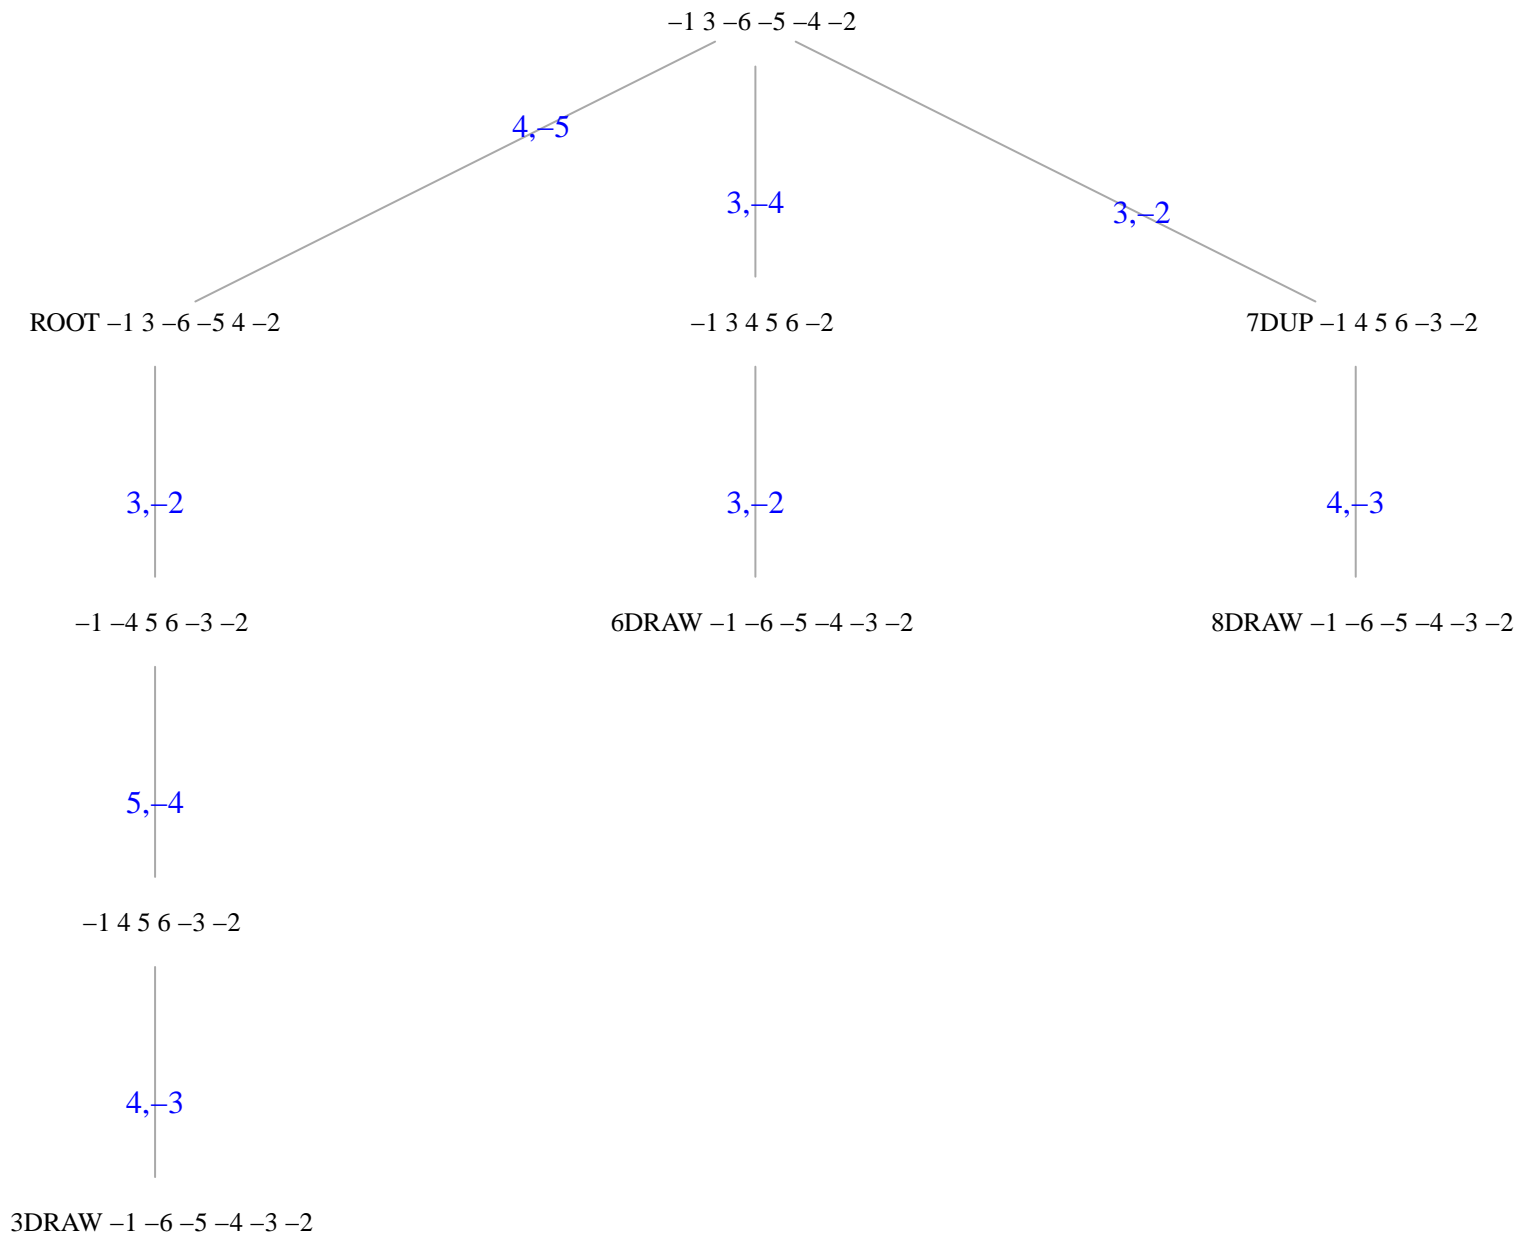 –1 3 –6 –5 –4 –2
4,–5
3,–4
3,–2
ROOT –1 3 –6 –5 4 –2
–1 3 4 5 6 –2
7DUP –1 4 5 6 –3 –2
3,–2
3,–2
4,–3
–1 –4 5 6 –3 –2
6DRAW –1 –6 –5 –4 –3 –2
8DRAW –1 –6 –5 –4 –3 –2
5,–4
–1 4 5 6 –3 –2
4,–3
3DRAW –1 –6 –5 –4 –3 –2